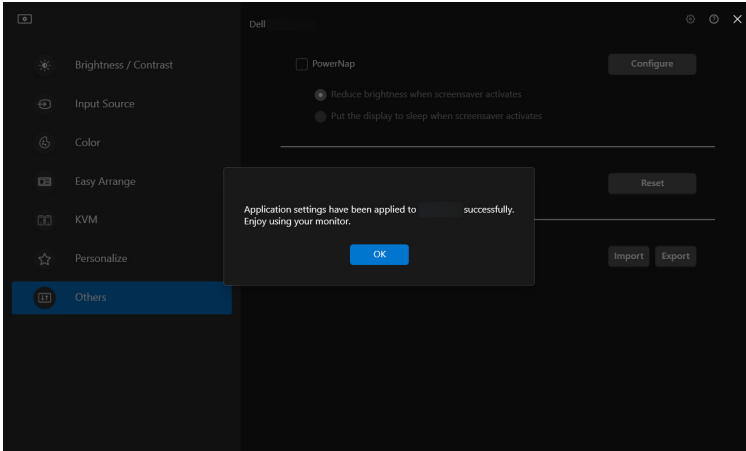 Dell
Brightness / Contrast
Input Source
Color
Easy Arrange
KVM
Personalize
Others
PowerNap
Configure
Reduce brightness when screensaver activates
Put the display to sleep when screensaver activates
Reset
Application settings have been applied to successfully.
Enjoy using your monitor.
OK
Import Export